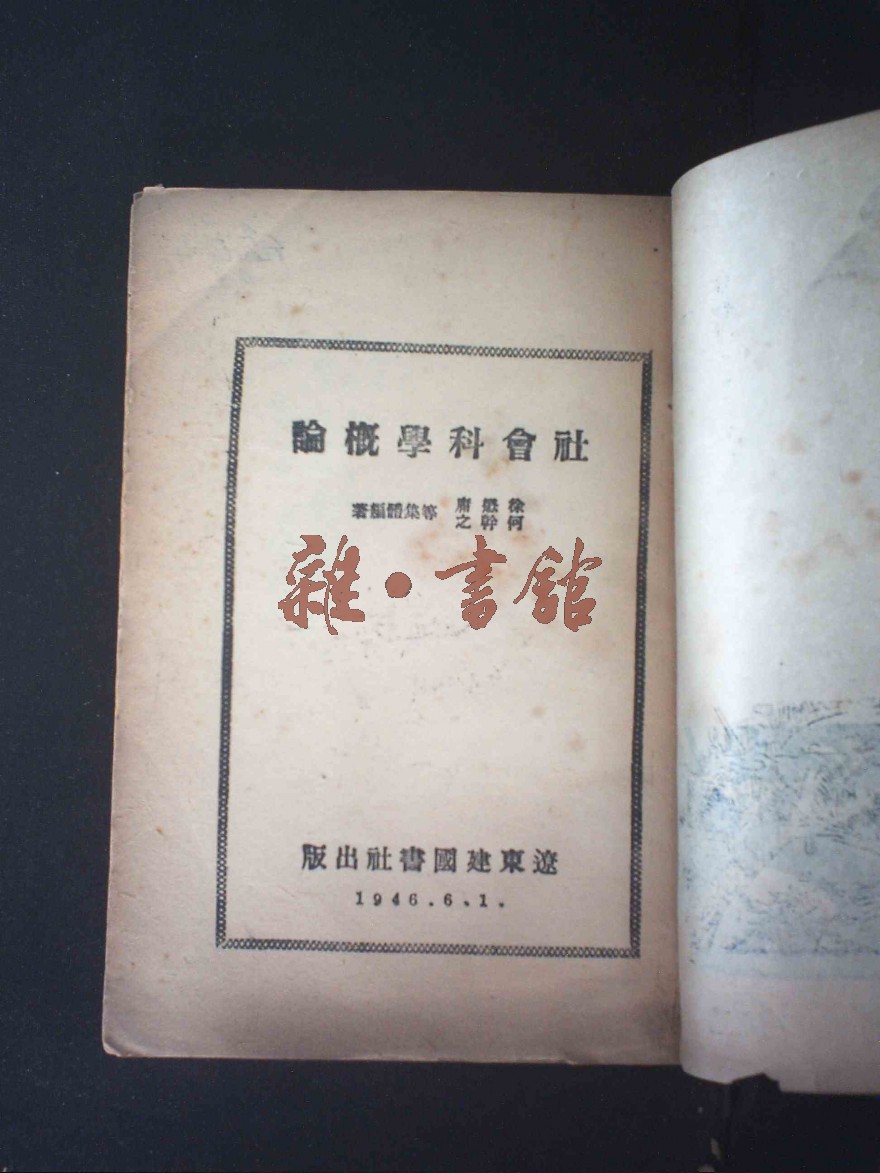 社會科學概論
徐懋庸
何幹之
等集體編著
雜·書館
遼東建國書社出版
1946.6.1.